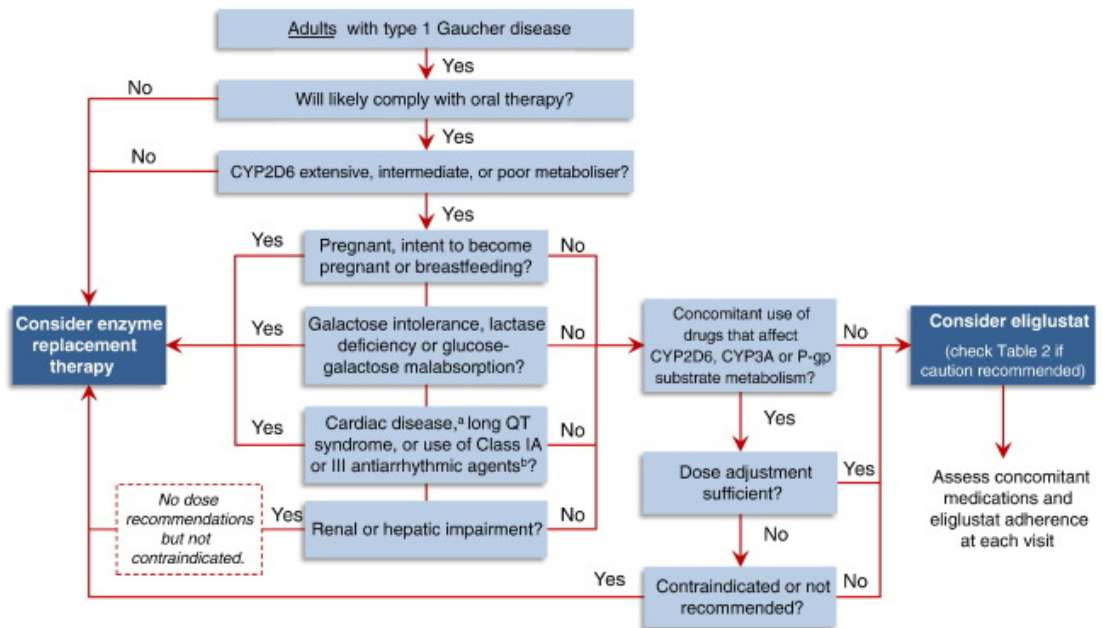 Adults with type 1 Gaucher disease
Yes
No
Will likely comply with oral therapy?
Yes
No
CYP2D6 extensive, intermediate, or poor metaboliser?
Yes
Yes
Pregnant, intent to become
pregnant or breastfeeding?
No
Consider enzyme
replacement
therapy
Yes
Galactose intolerance, lactase
deficiency or glucose-
galactose malabsorption?
No
Concomitant use of
drugs that affect
CYP2D6, CYP3A or P-gp
substrate metabolism?
No
Consider eliglustat
(check Table 2 if
caution recommended)
Yes
Cardiac disease,ᵃ long QT
syndrome, or use of Class IA
or III antiarrhythmic agentsᵇ?
No
Yes
Dose adjustment
sufficient?
Yes
Assess concomitant
medications and
eliglustat adherence
at each visit
No dose
recommendations
but not
contraindicated.
Yes
Renal or hepatic impairment?
No
No
Yes
Contraindicated or not
recommended?
No